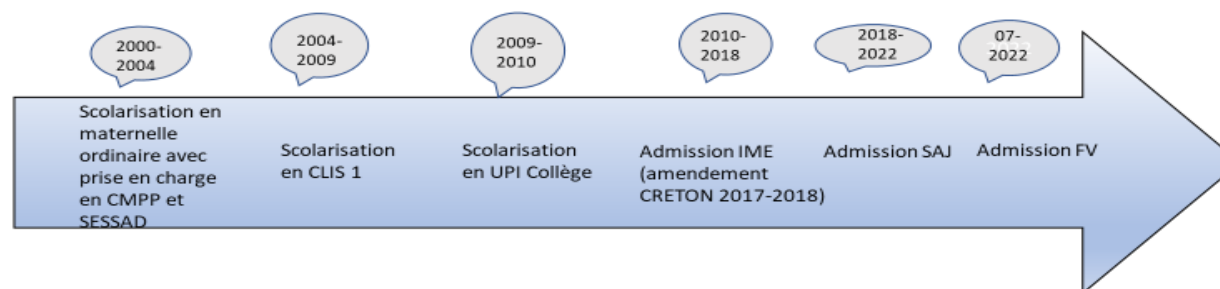 2000-
2004
2004-
2009
2009-
2010
2010-
2018
2018-
2022
07-
2022
Scolarisation en
maternelle
ordinaire avec
prise en charge
en CMPP et
SESSAD
Scolarisation
en CLIS 1
Scolarisation
en UPI Collège
Admission IME
(amendement
CRETON 2017-2018)
Admission SAJ
Admission FV